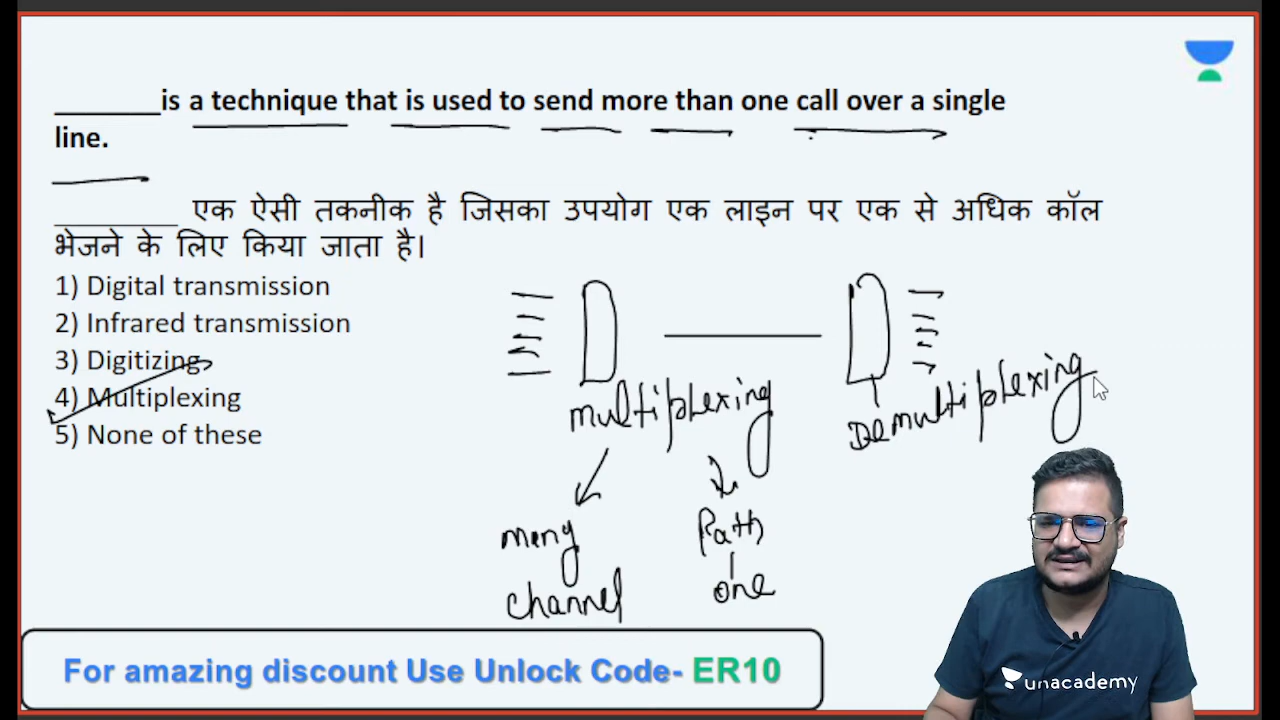 ________is a technique that is used to send more than one call over a single
line.
_________ एक ऐसी तकनीक है जिसका उपयोग एक लाइन पर एक से अधिक कॉल
भेजने के लिए किया जाता है।
1) Digital transmission
2) Infrared transmission
3) Digitizing
4) Multiplexing
5) None of these
multiplexing
Demultiplexing
meny
channel
Path
one
unacademy
For amazing discount Use Unlock Code- ER10